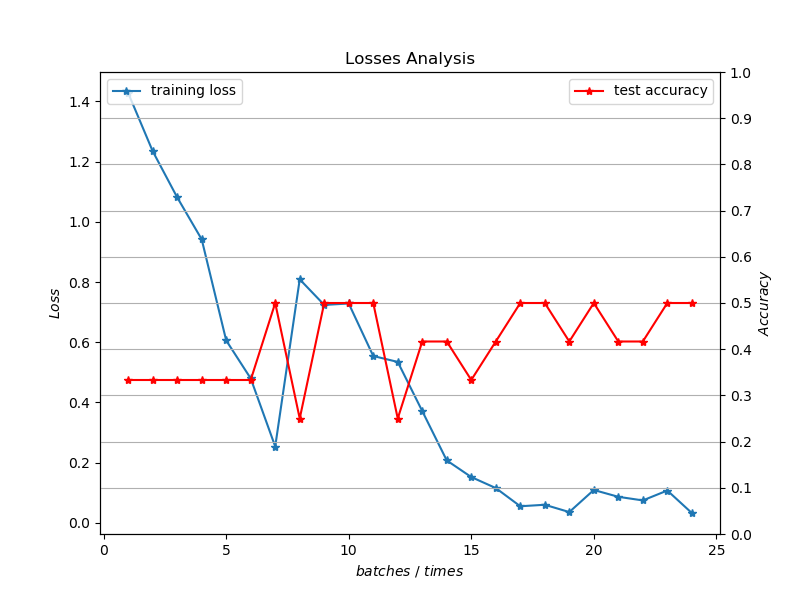 Losses Analysis
training loss
test accuracy
1.4
1.2
1.0
0.8
0.6
0.4
0.2
0.0
Loss
1.0
0.9
0.8
0.7
0.6
0.5
0.4
0.3
0.2
0.1
0.0
Accuracy
0 5 10 15 20 25
batches / times